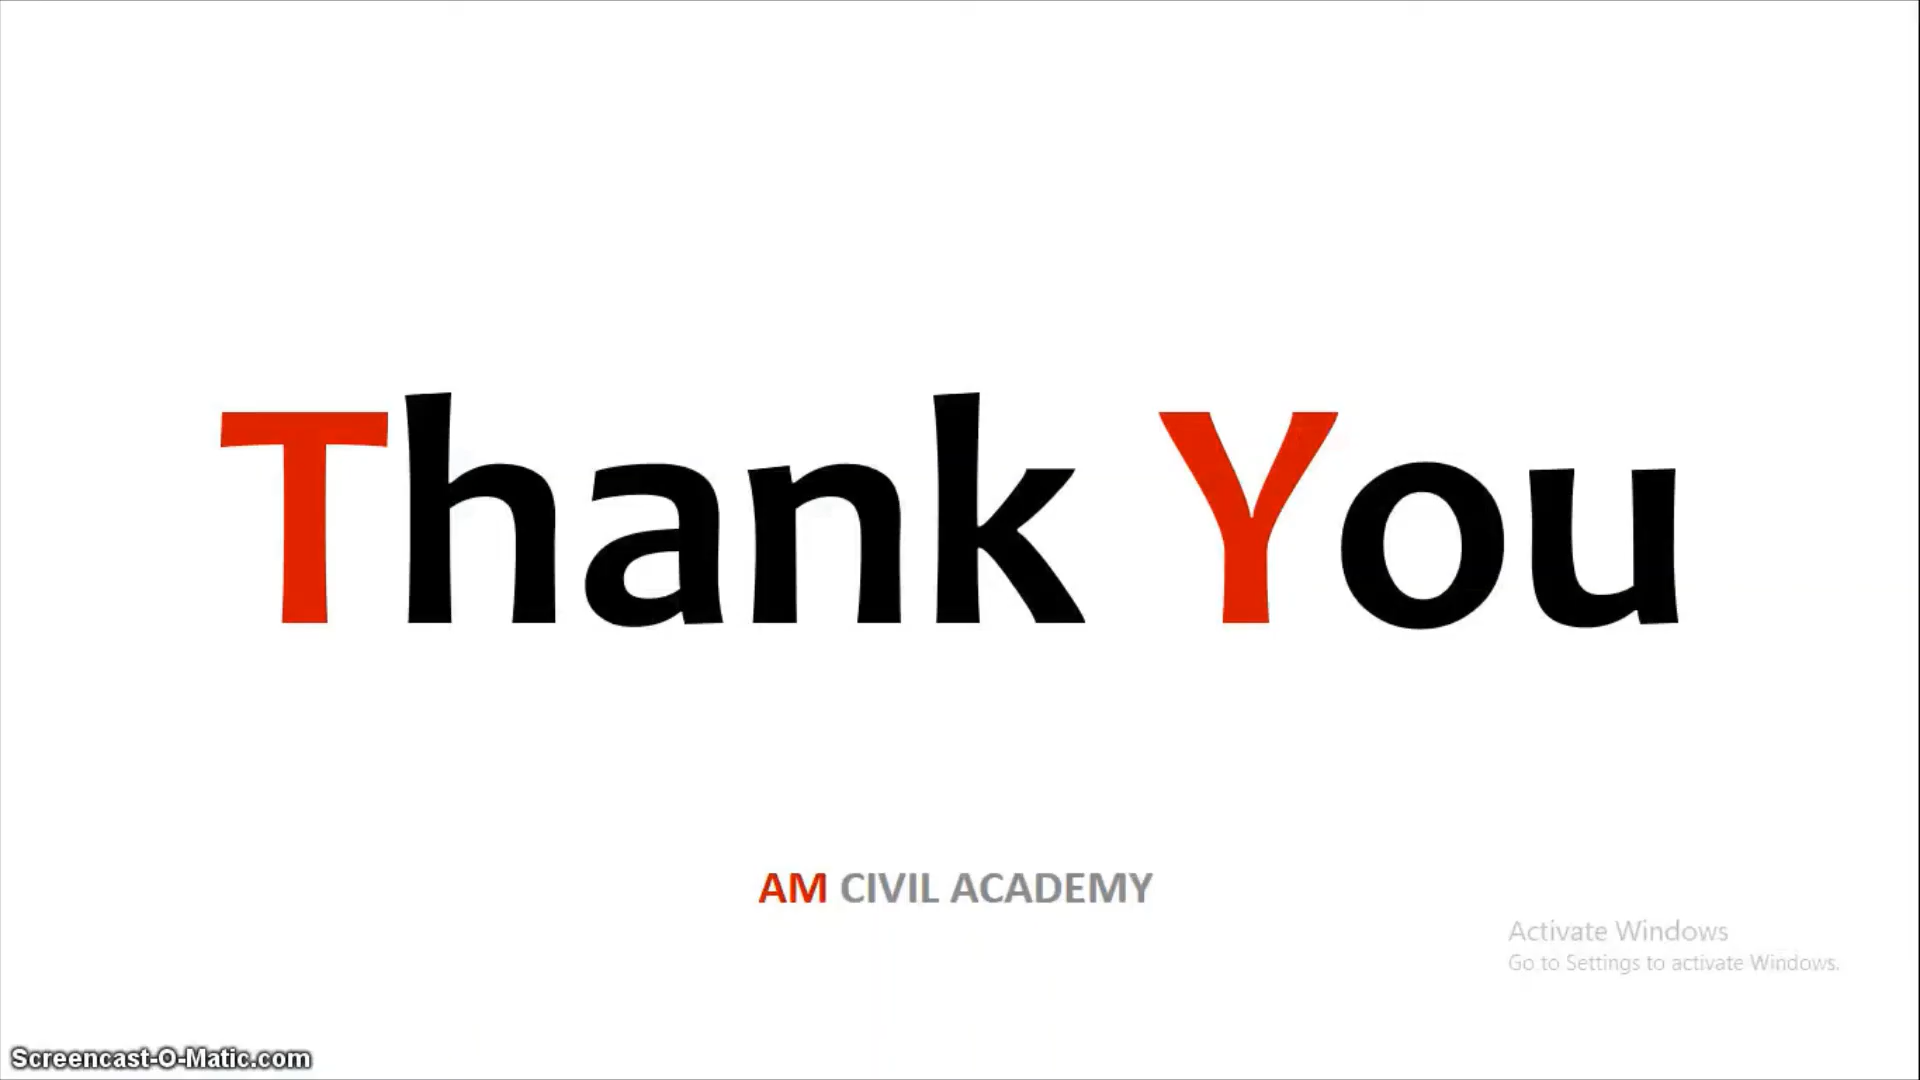 Thank You
AM CIVIL ACADEMY
Activate Windows
Go to Settings to activate Windows.
Screencast-O-Matic.com